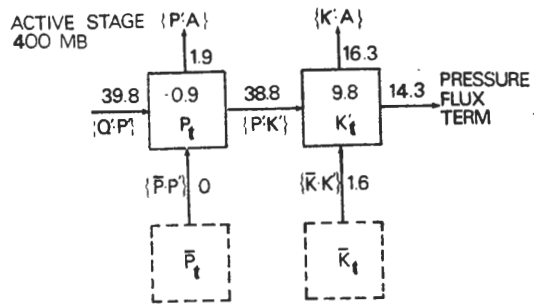 ACTIVE STAGE {P'·A} {K'·A}
400 MB
1.9 16.3
39.8 -0.9 38.8 9.8 14.3 PRESSURE
FLUX
TERM
{Q'·P'} P't {P'·K'} K't
{P̄·P'} 0 {K̄·K'} 1.6
P̄t K̄t